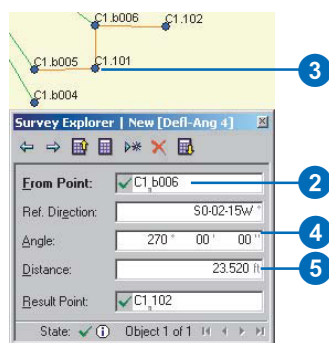 C1.b006 C1.102
C1.b005 C1.101
3
C1.b004
Survey Explorer | New [Defl-Ang 4]
From Point: C1.b006
2
Ref. Direction: S0-02-15W °
Angle: 270 ° 00 ' 00 "
4
Distance: 23.520 ft
5
Result Point: C1.102
State: Object 1 of 1